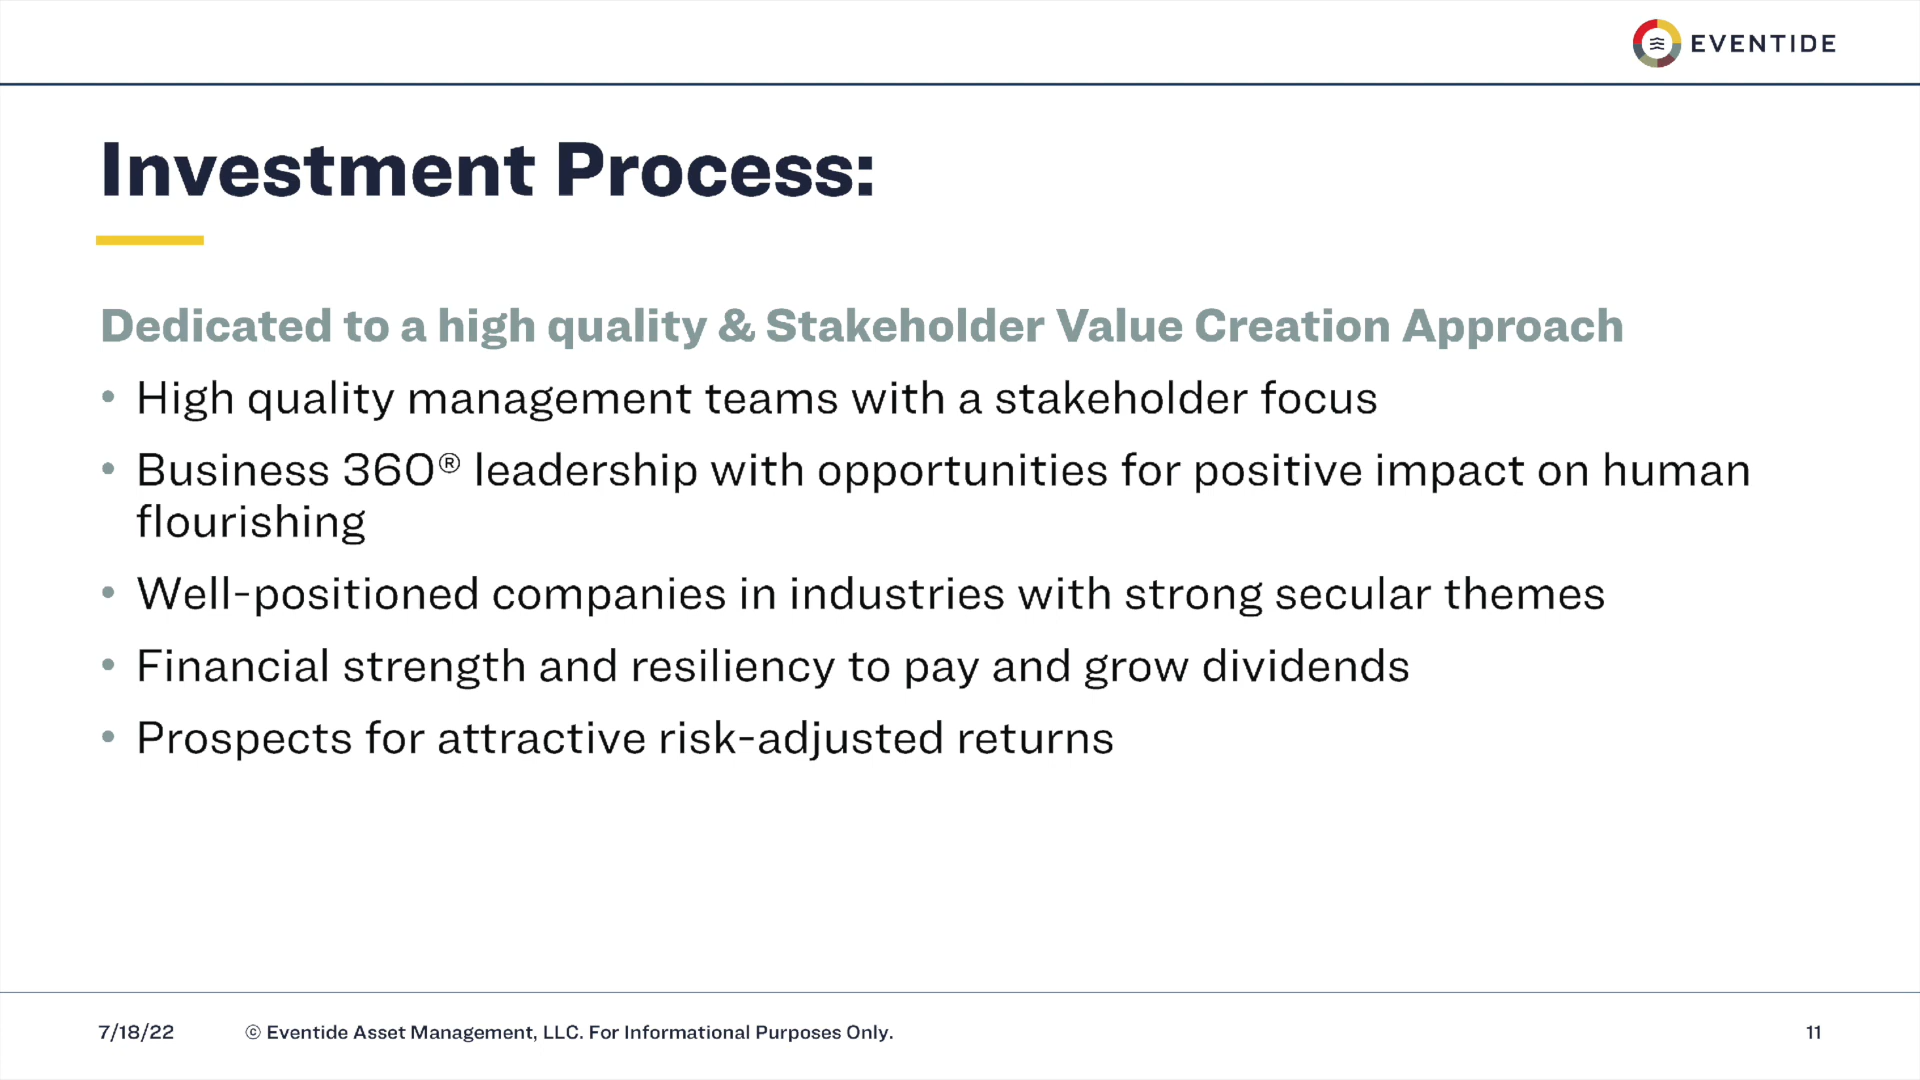 EVENTIDE
Investment Process:
Dedicated to a high quality & Stakeholder Value Creation Approach
• High quality management teams with a stakeholder focus
• Business 360® leadership with opportunities for positive impact on human
flourishing
• Well-positioned companies in industries with strong secular themes
• Financial strength and resiliency to pay and grow dividends
• Prospects for attractive risk-adjusted returns
7/18/22 © Eventide Asset Management, LLC. For Informational Purposes Only. 11